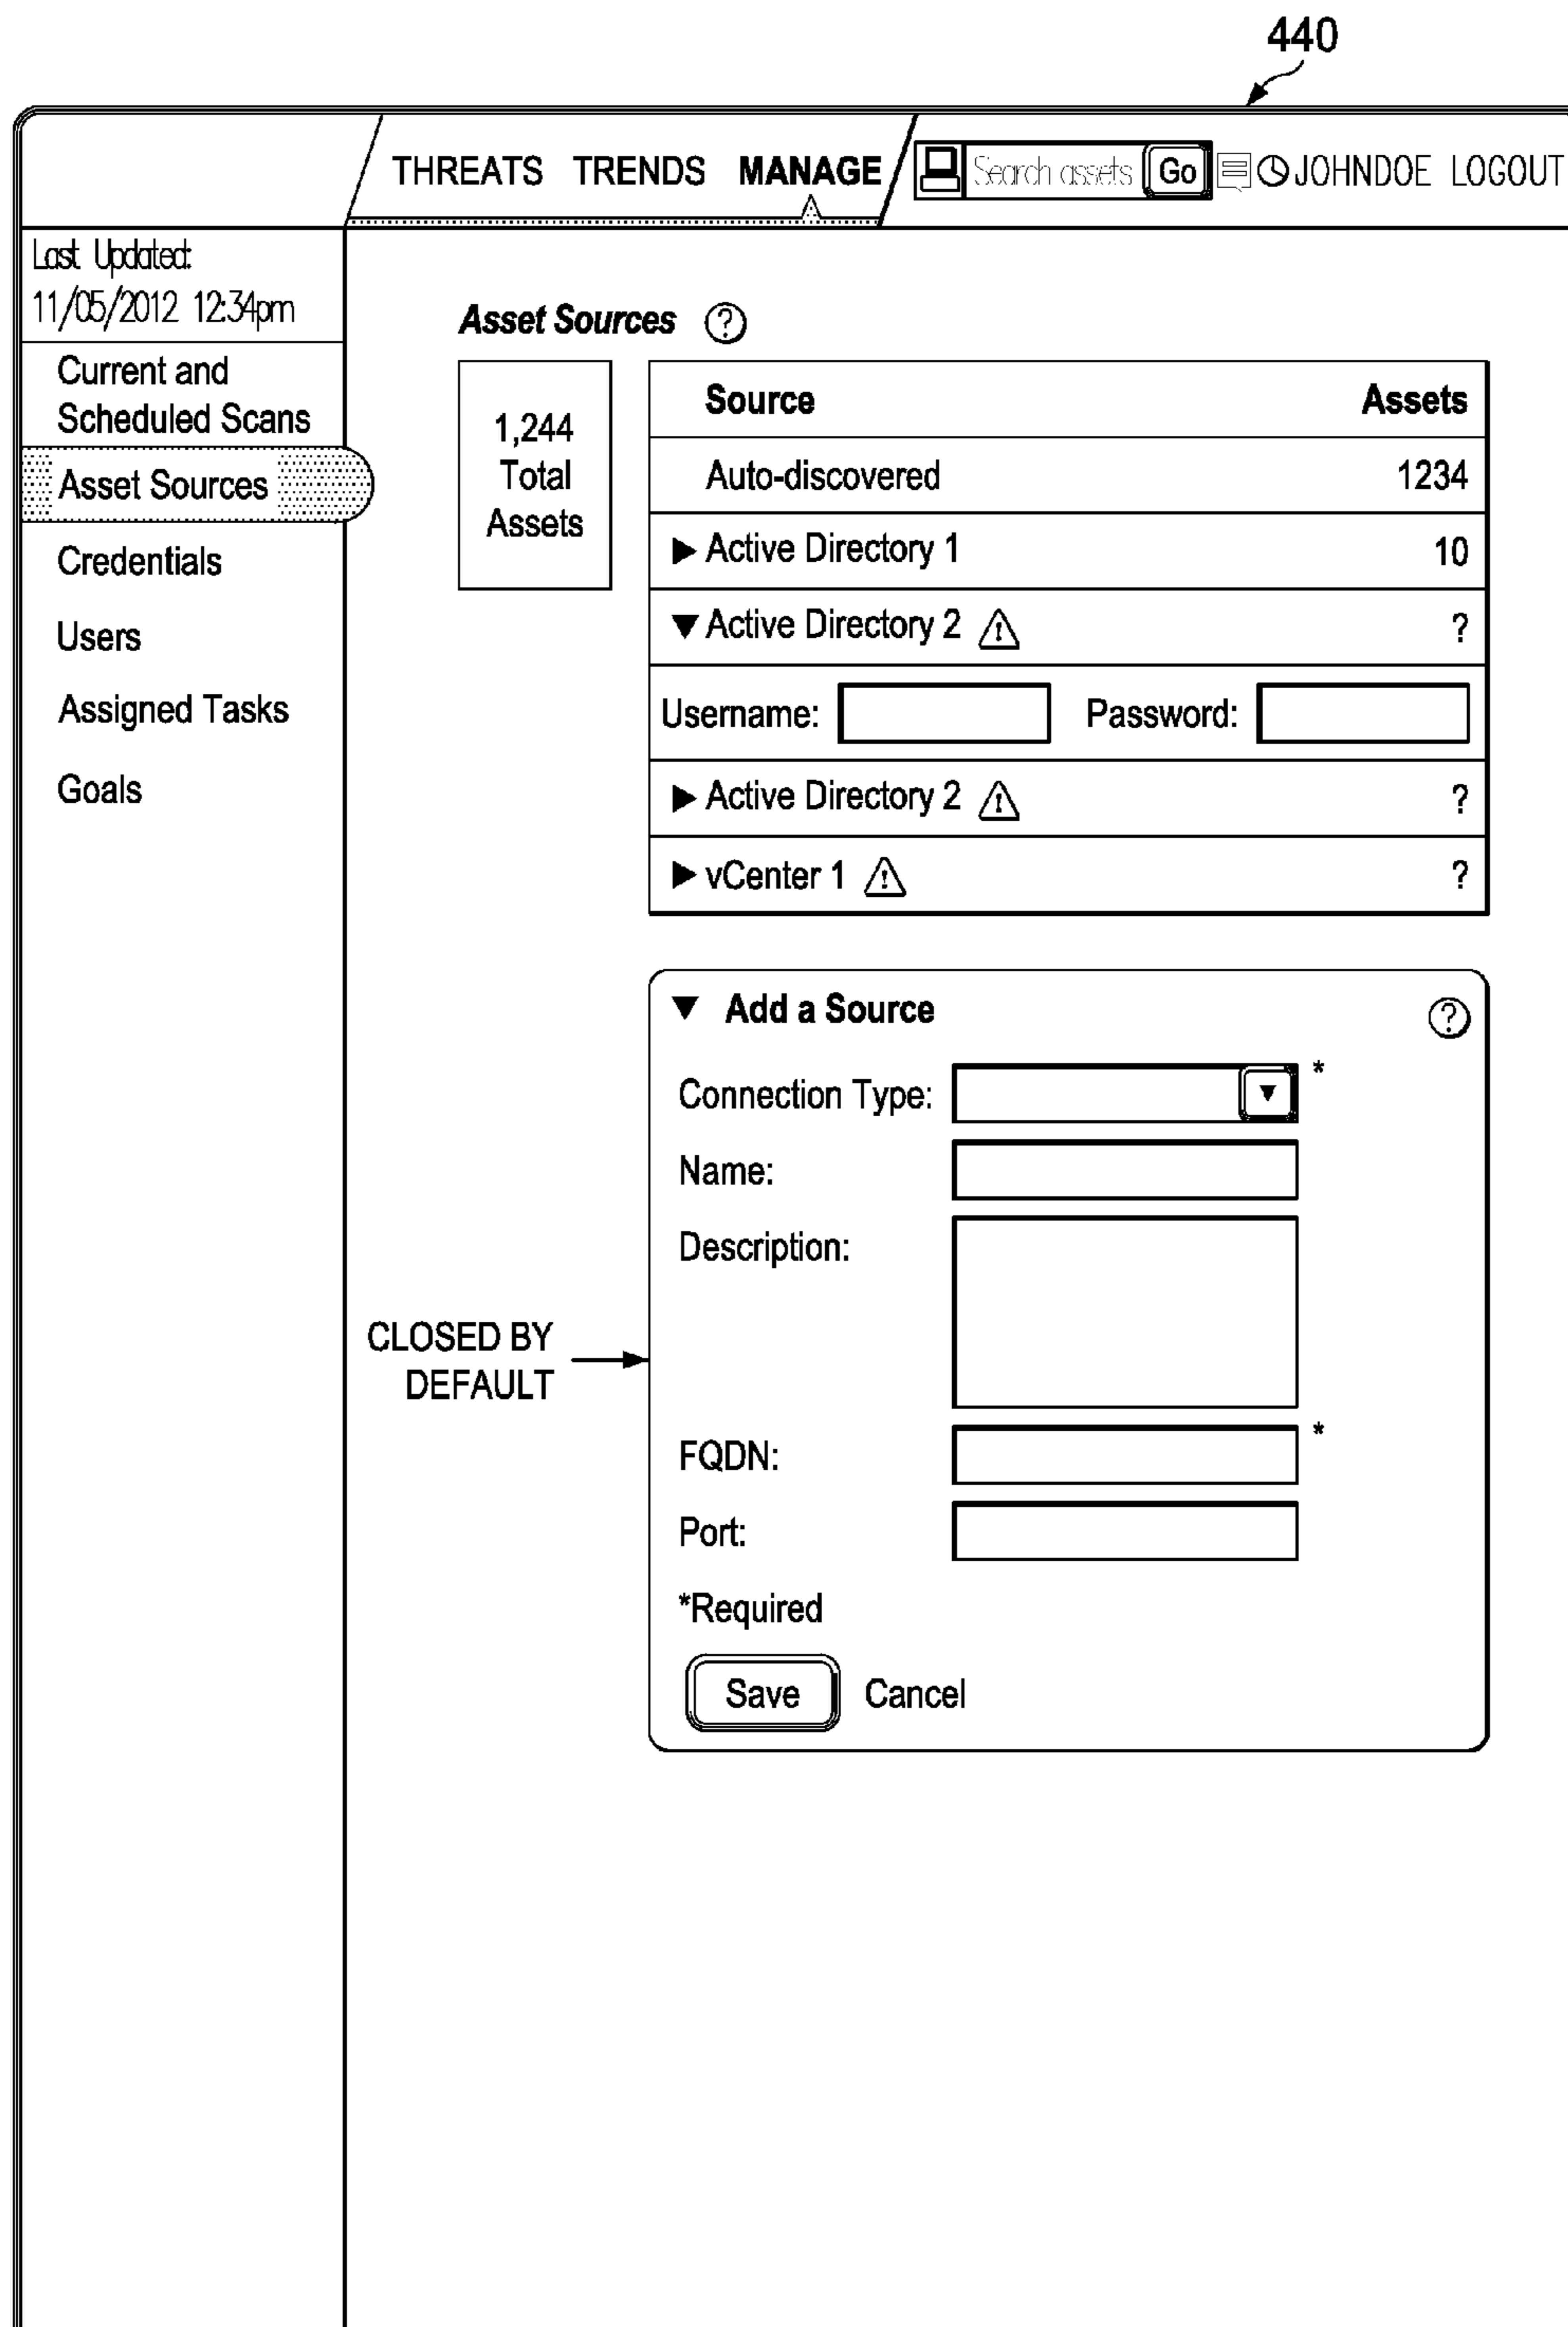 440
THREATS TRENDS MANAGE Search assets Go JOHNDOE LOGOUT
Last Updated:
11/05/2012 12:34pm
Current and
Scheduled Scans
Asset Sources
Credentials
Users
Assigned Tasks
Goals
Asset Sources ?
1,244
Total
Assets
Source Assets
Auto-discovered 1234
▶ Active Directory 1 10
▼ Active Directory 2 ⚠ ?
Username: Password:
▶ Active Directory 2 ⚠ ?
▶ vCenter 1 ⚠ ?
▼ Add a Source ?
Connection Type: ▼ *
Name:
Description:
CLOSED BY
DEFAULT
FQDN: *
Port:
*Required
Save Cancel